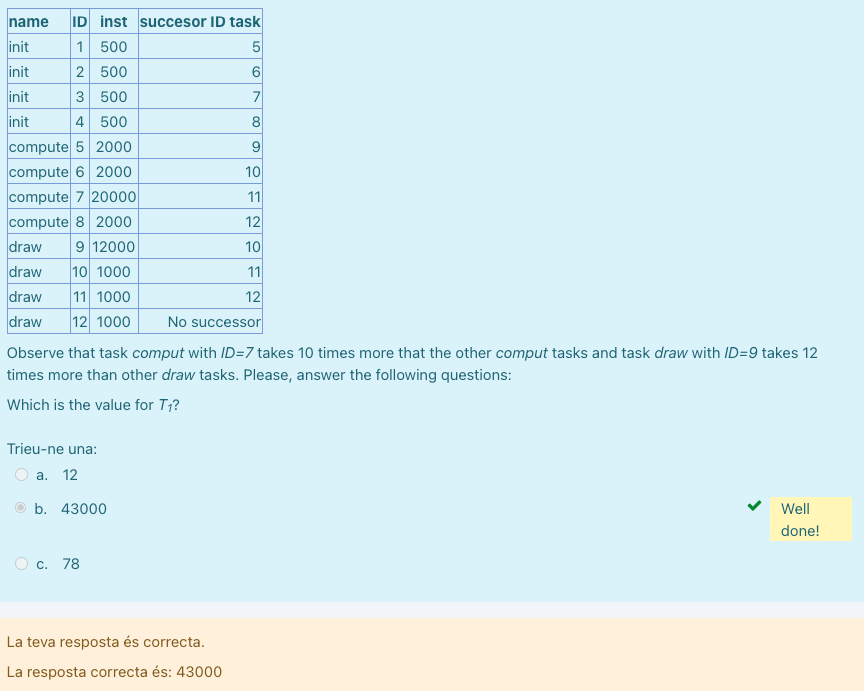 name ID inst succesor ID task
init 1 500 5
init 2 500 6
init 3 500 7
init 4 500 8
compute 5 2000 9
compute 6 2000 10
compute 7 20000 11
compute 8 2000 12
draw 9 12000 10
draw 10 1000 11
draw 11 1000 12
draw 12 1000 No successor
Observe that task comput with ID=7 takes 10 times more that the other comput tasks and task draw with ID=9 takes 12
times more than other draw tasks. Please, answer the following questions:
Which is the value for T₁?
Trieu-ne una:
a. 12
b. 43000
Well
done!
c. 78
La teva resposta és correcta.
La resposta correcta és: 43000